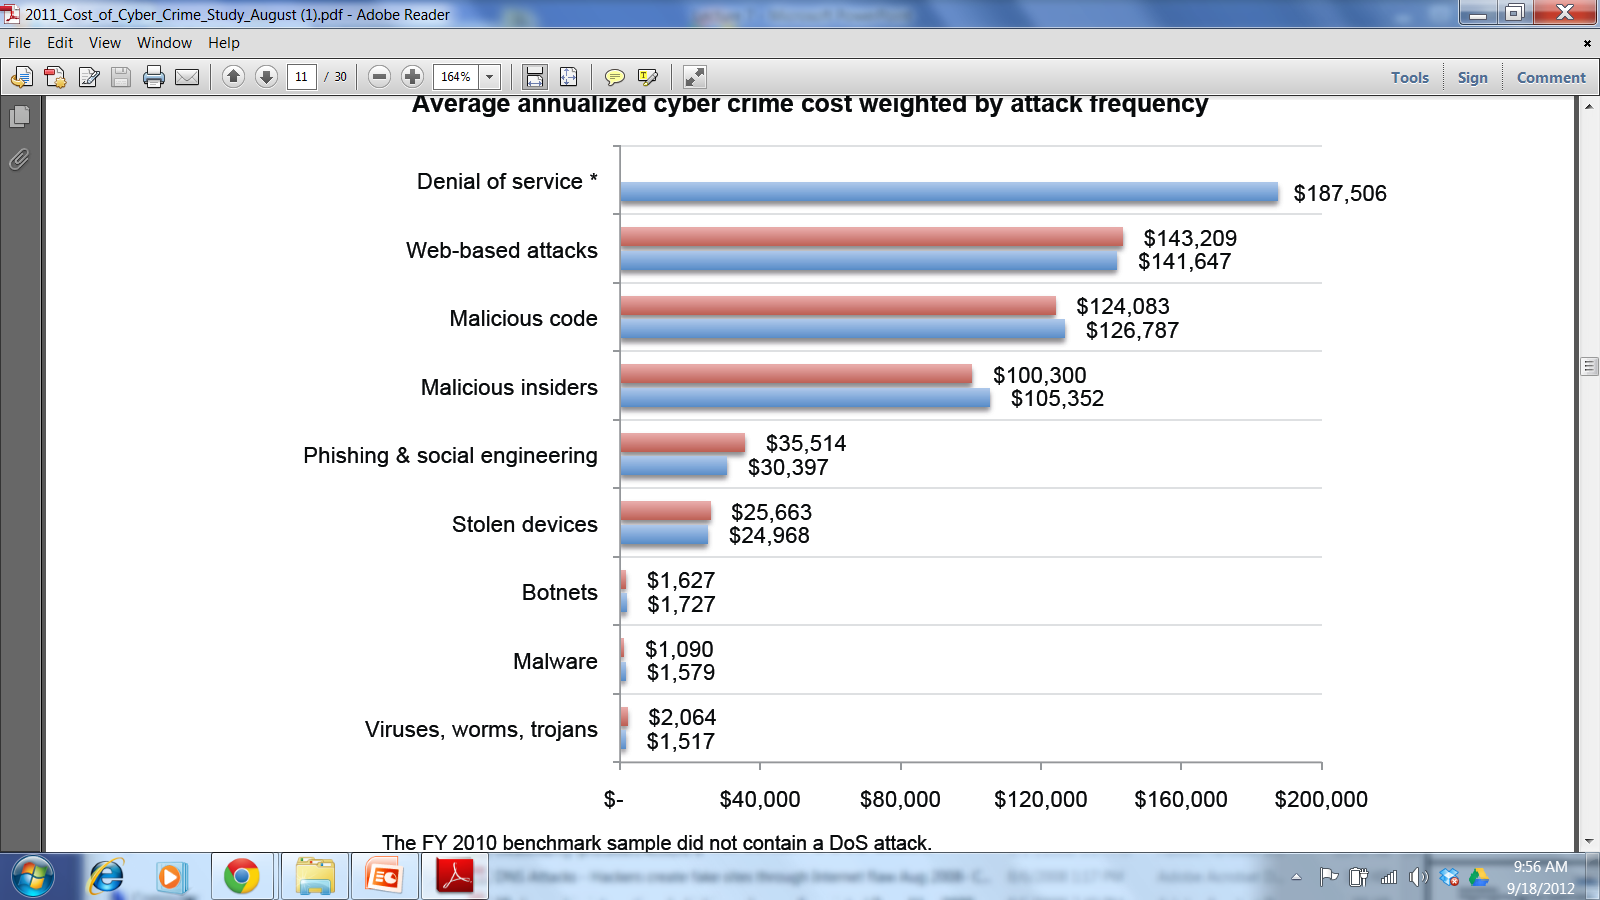 2011_Cost_of_Cyber_Crime_Study_August (1).pdf - Adobe Reader
File Edit View Window Help
11 / 30 164% Tools Sign Comment
Average annualized cyber crime cost weighted by attack frequency
Denial of service *
$187,506
Web-based attacks
$143,209
$141,647
Malicious code
$124,083
$126,787
Malicious insiders
$100,300
$105,352
Phishing & social engineering
$35,514
$30,397
Stolen devices
$25,663
$24,968
Botnets
$1,627
$1,727
Malware
$1,090
$1,579
Viruses, worms, trojans
$2,064
$1,517
$- $40,000 $80,000 $120,000 $160,000 $200,000
The FY 2010 benchmark sample did not contain a DoS attack.
9:56 AM
9/18/2012